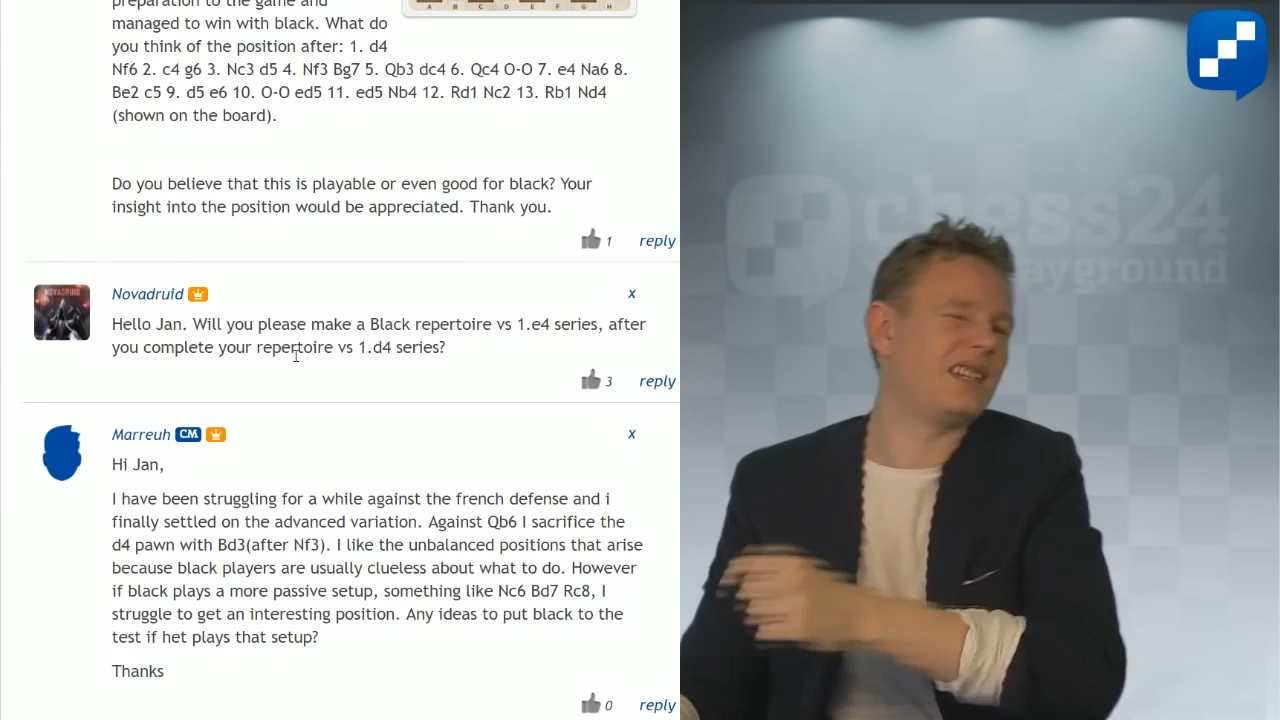 preparation to the game and
managed to win with black. What do
you think of the position after: 1. d4
Nf6 2. c4 g6 3. Nc3 d5 4. Nf3 Bg7 5. Qb3 dc4 6. Qc4 O-O 7. e4 Na6 8.
Be2 c5 9. d5 e6 10. O-O ed5 11. ed5 Nb4 12. Rd1 Nc2 13. Rb1 Nd4
(shown on the board).
A B C D E F G H
Do you believe that this is playable or even good for black? Your
insight into the position would be appreciated. Thank you.
1 reply
NOVADRUID
Novadruid x
Hello Jan. Will you please make a Black repertoire vs 1.e4 series, after
you complete your repertoire vs 1.d4 series?
3 reply
Marreuh CM x
Hi Jan,
I have been struggling for a while against the french defense and i
finally settled on the advanced variation. Against Qb6 I sacrifice the
d4 pawn with Bd3(after Nf3). I like the unbalanced positions that arise
because black players are usually clueless about what to do. However
if black plays a more passive setup, something like Nc6 Bd7 Rc8, I
struggle to get an interesting position. Any ideas to put black to the
test if het plays that setup?
Thanks
0 reply
chess24